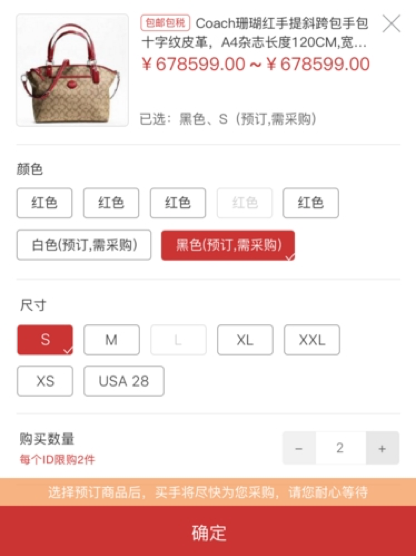 包邮包税 Coach珊瑚红手提斜跨包手包
十字纹皮革，A4杂志长度120CM,宽...
￥678599.00～￥678599.00
已选：黑色、S（预订,需采购）
颜色
红色 红色 红色 红色 红色
白色(预订,需采购) 黑色(预订,需采购)
尺寸
S M L XL XXL
XS USA 28
购买数量
每个ID限购2件
− 2 +
选择预订商品后，买手将尽快为您采购，请您耐心等待
确定